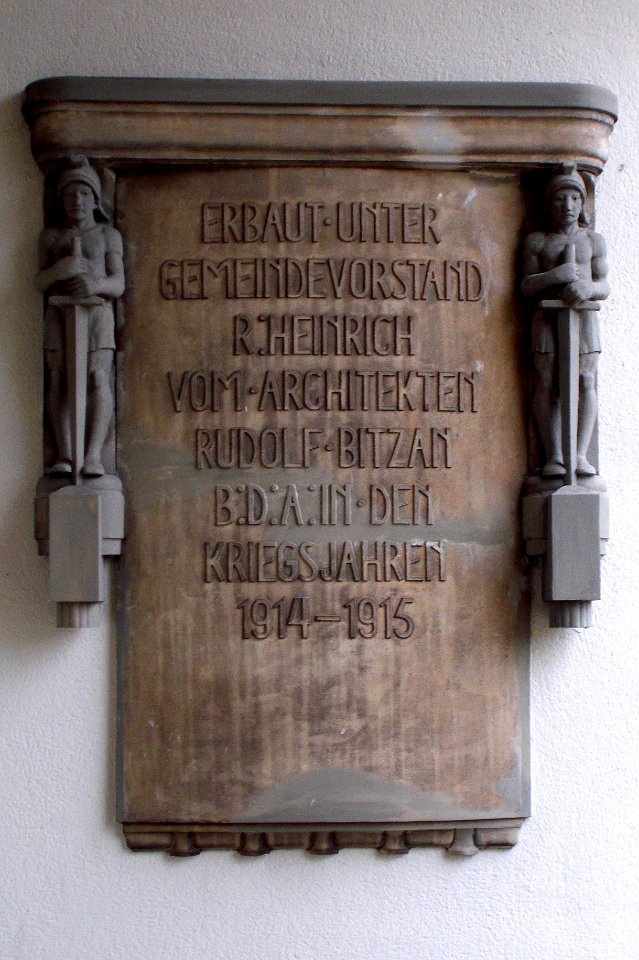 ERBAUT·UNTER
GEMEINDEVORSTAND
R:HEINRICH
VOM·ARCHITEKTEN
RUDOLF·BITZAN
B:D:A:IN·DEN
KRIEGSJAHREN
1914–1915